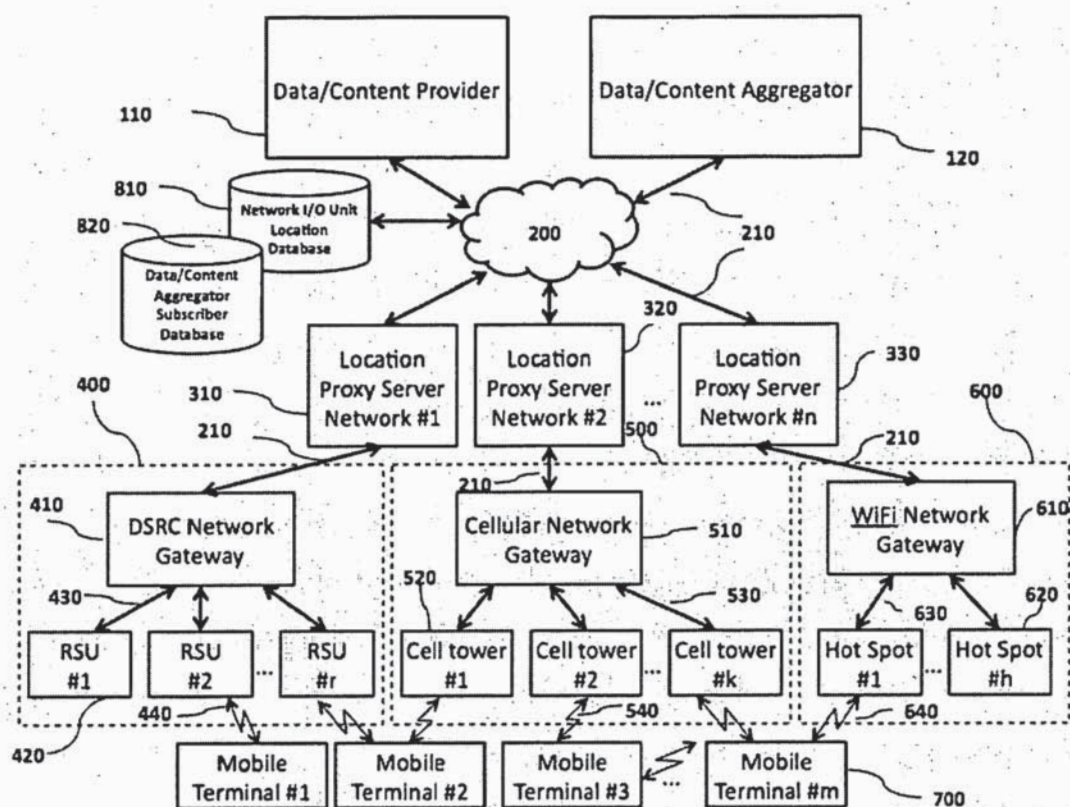 Data/Content Provider
Data/Content Aggregator
110
120
810
Network I/O Unit
Location
Database
820
Data/Content
Aggregator
Subscriber
Database
200
210
210
320
Location
Proxy Server
Network #1
Location
Proxy Server
Network #2
...
Location
Proxy Server
Network #n
330
310
400
500
600
210
210
210
410
DSRC Network
Gateway
Cellular Network
Gateway
510
WiFi Network
Gateway
610
430
520
530
630
620
RSU
#1
RSU
#2
...
RSU
#r
Cell tower
#1
Cell tower
#2
...
Cell tower
#k
Hot Spot
#1
...
Hot Spot
#h
420
440
540
640
Mobile
Terminal #1
Mobile
Terminal #2
Mobile
Terminal #3
...
Mobile
Terminal #m
700